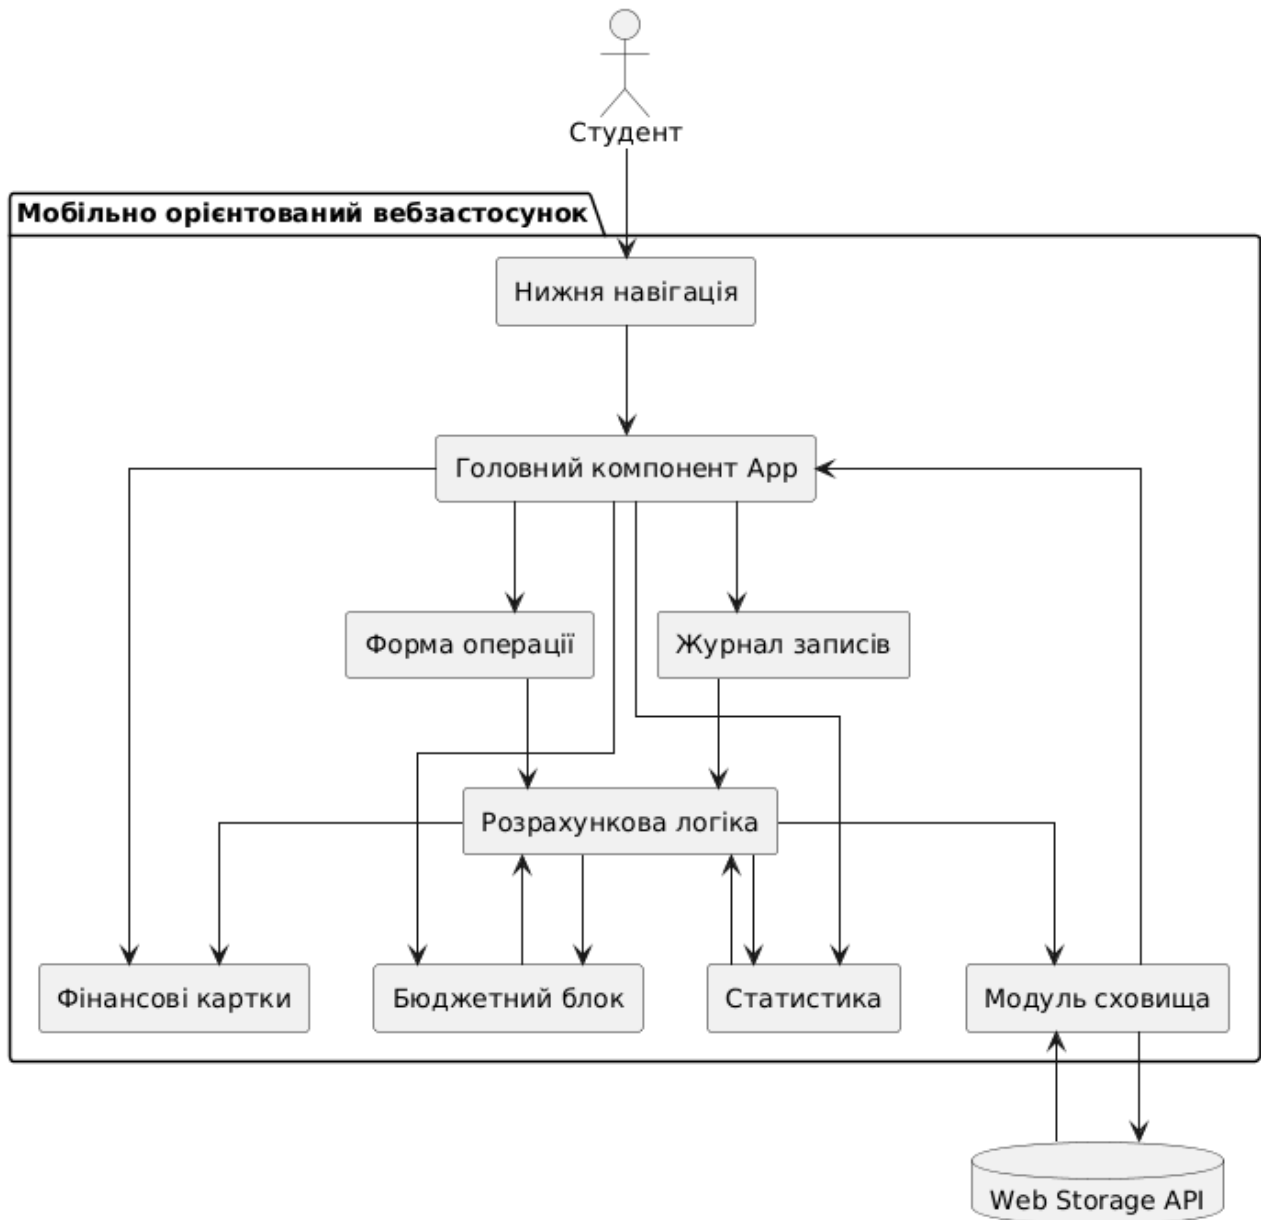 Студент
Мобільно орієнтований вебзастосунок
Нижня навігація
Головний компонент App
Форма операції
Журнал записів
Розрахункова логіка
Фінансові картки
Бюджетний блок
Статистика
Модуль сховища
Web Storage API